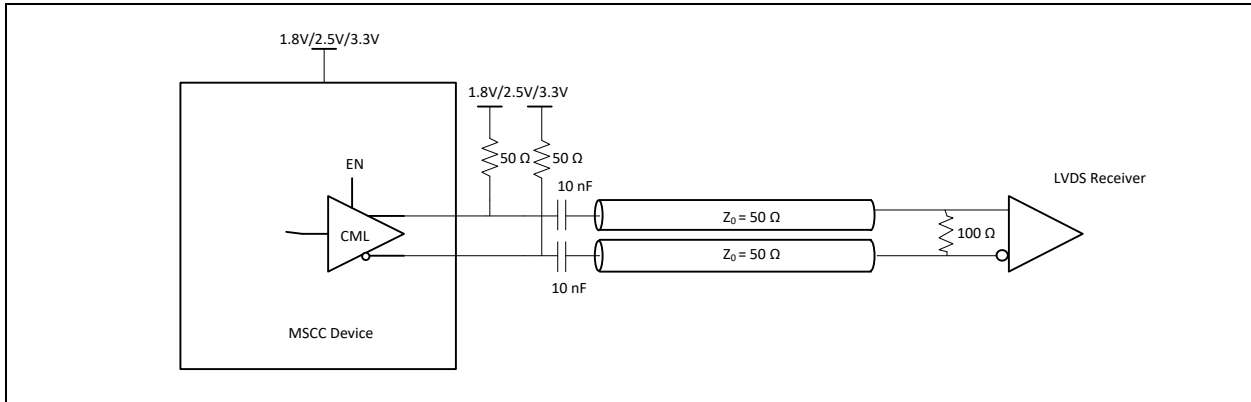 1.8V/2.5V/3.3V
1.8V/2.5V/3.3V
50 Ω
50 Ω
EN
10 nF
LVDS Receiver
Z₀ = 50 Ω
CML
100 Ω
Z₀ = 50 Ω
10 nF
MSCC Device